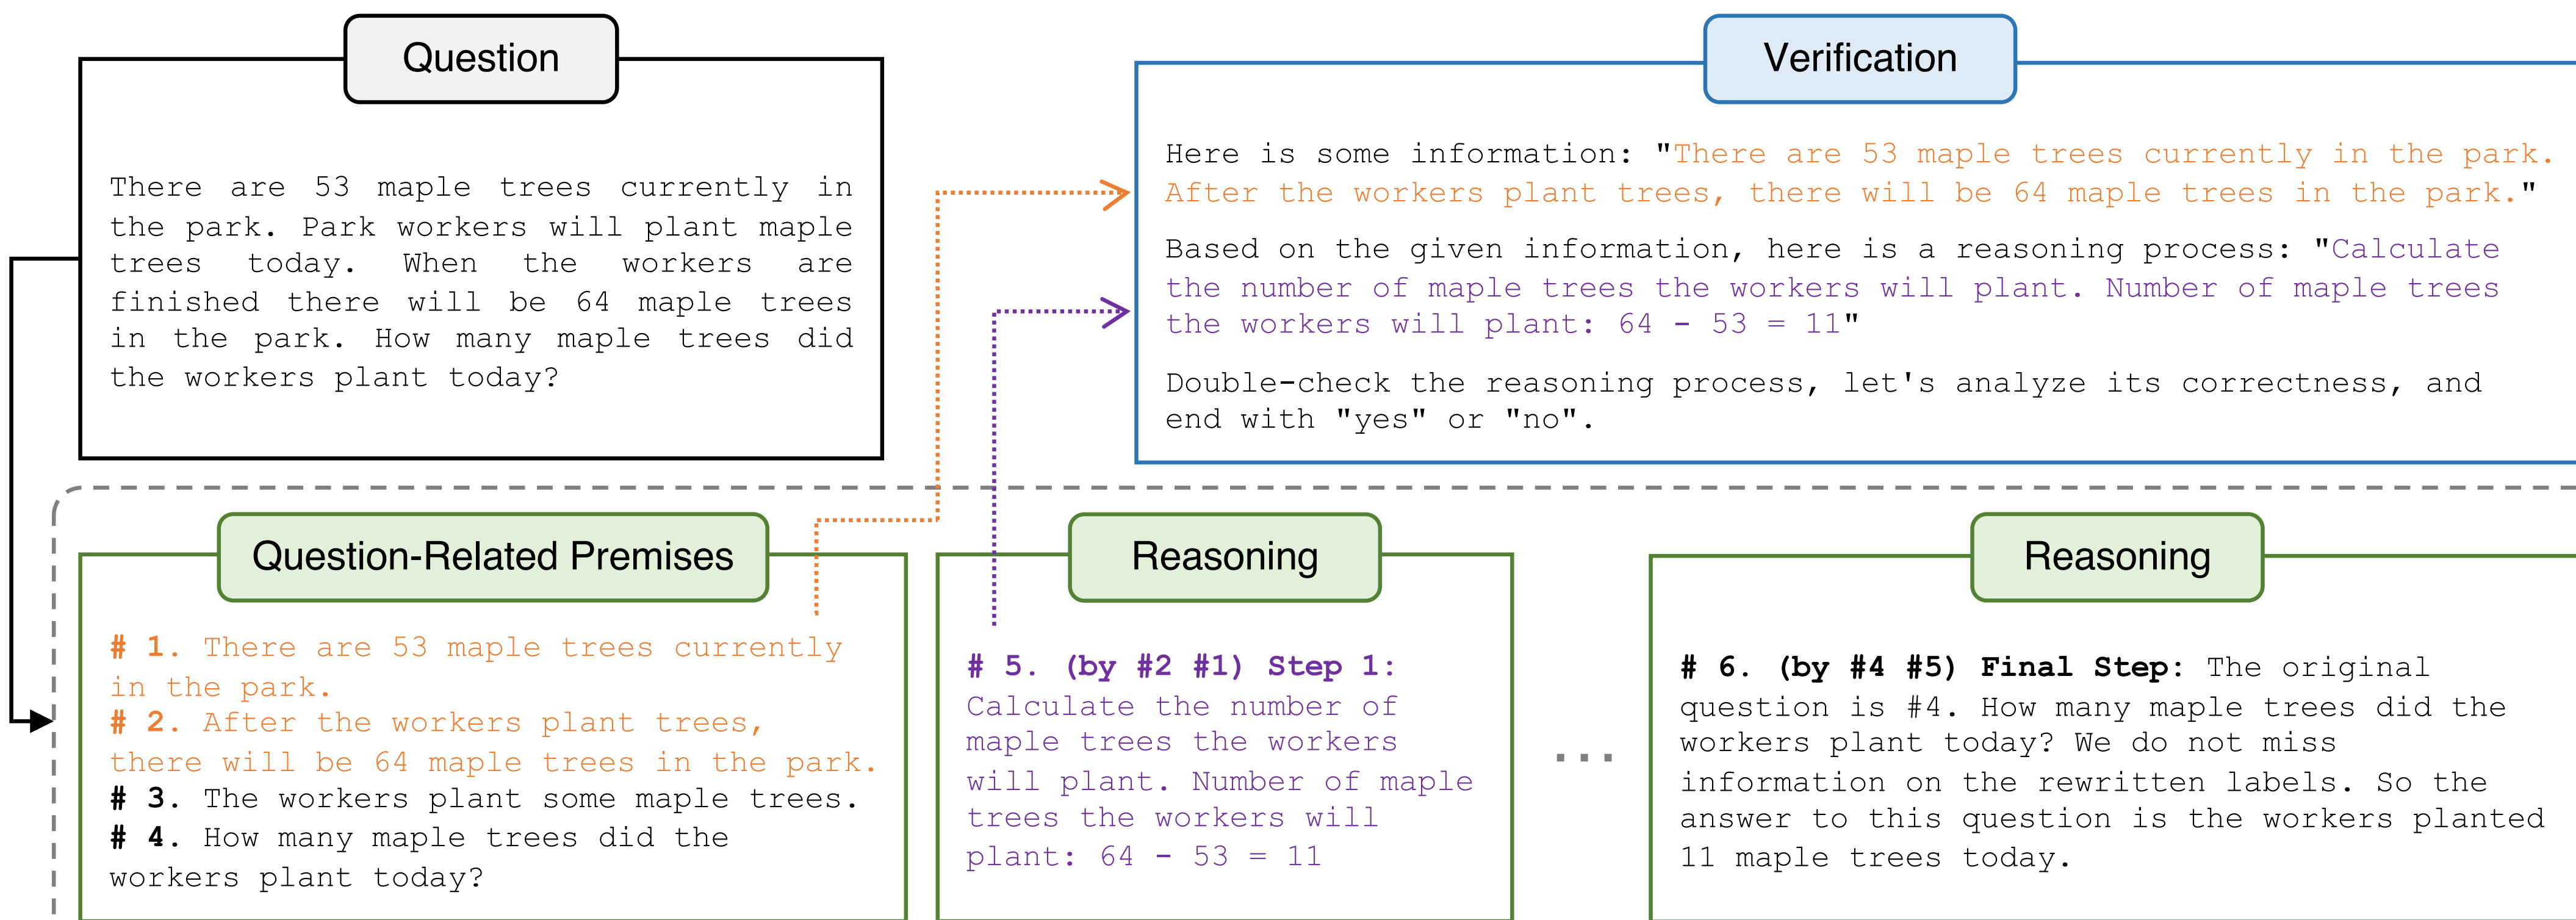 Question
There are 53 maple trees currently in
the park. Park workers will plant maple
trees today. When the workers are
finished there will be 64 maple trees
in the park. How many maple trees did
the workers plant today?
Verification
Here is some information: "There are 53 maple trees currently in the park.
After the workers plant trees, there will be 64 maple trees in the park."
Based on the given information, here is a reasoning process: "Calculate
the number of maple trees the workers will plant. Number of maple trees
the workers will plant: 64 - 53 = 11"
Double-check the reasoning process, let's analyze its correctness, and
end with "yes" or "no".
Question-Related Premises
# 1. There are 53 maple trees currently
in the park.
# 2. After the workers plant trees,
there will be 64 maple trees in the park.
# 3. The workers plant some maple trees.
# 4. How many maple trees did the
workers plant today?
Reasoning
# 5. (by #2 #1) Step 1:
Calculate the number of
maple trees the workers
will plant. Number of maple
trees the workers will
plant: 64 - 53 = 11
...
Reasoning
# 6. (by #4 #5) Final Step: The original
question is #4. How many maple trees did the
workers plant today? We do not miss
information on the rewritten labels. So the
answer to this question is the workers planted
11 maple trees today.